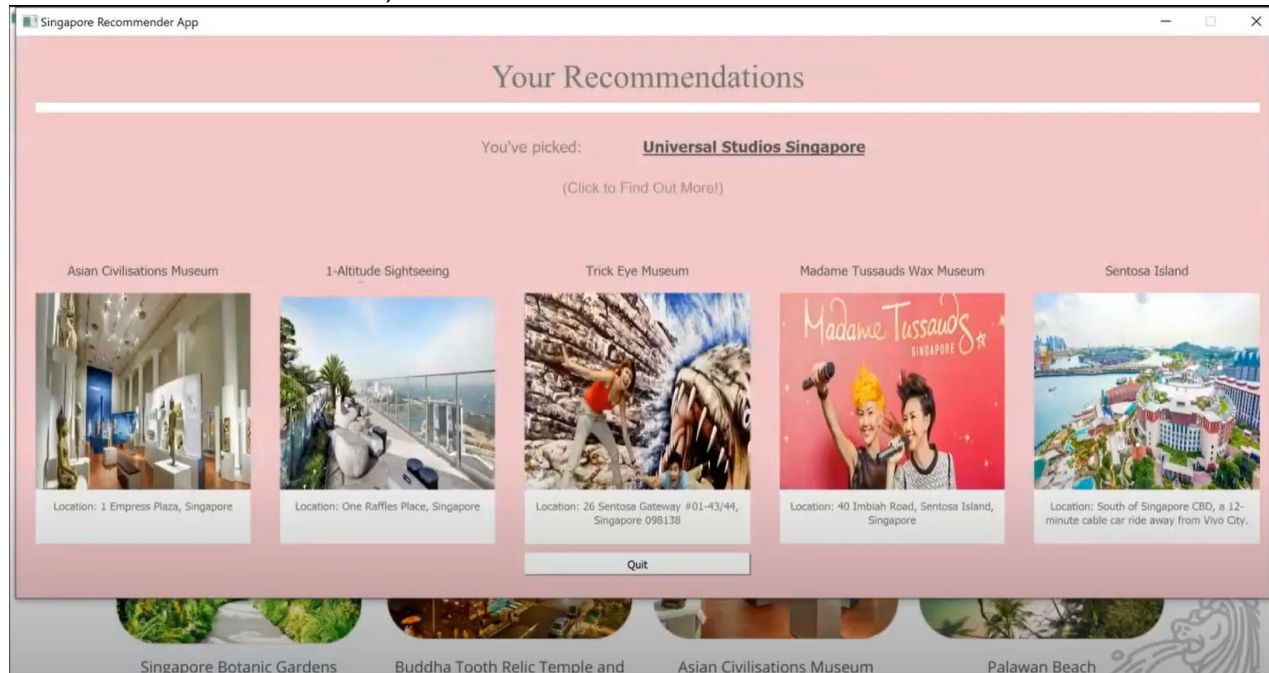 Singapore Recommender App
Your Recommendations
You've picked: Universal Studios Singapore
(Click to Find Out More!)
Asian Civilisations Museum
1-Altitude Sightseeing
Trick Eye Museum
Madame Tussauds Wax Museum
Sentosa Island
Madame Tussauds
SINGAPORE
Location: 1 Empress Plaza, Singapore
Location: One Raffles Place, Singapore
Location: 26 Sentosa Gateway #01-43/44,
Singapore 098138
Location: 40 Imbiah Road, Sentosa Island,
Singapore
Location: South of Singapore CBD, a 12-
minute cable car ride away from Vivo City.
Quit
Singapore Botanic Gardens
Buddha Tooth Relic Temple and
Asian Civilisations Museum
Palawan Beach